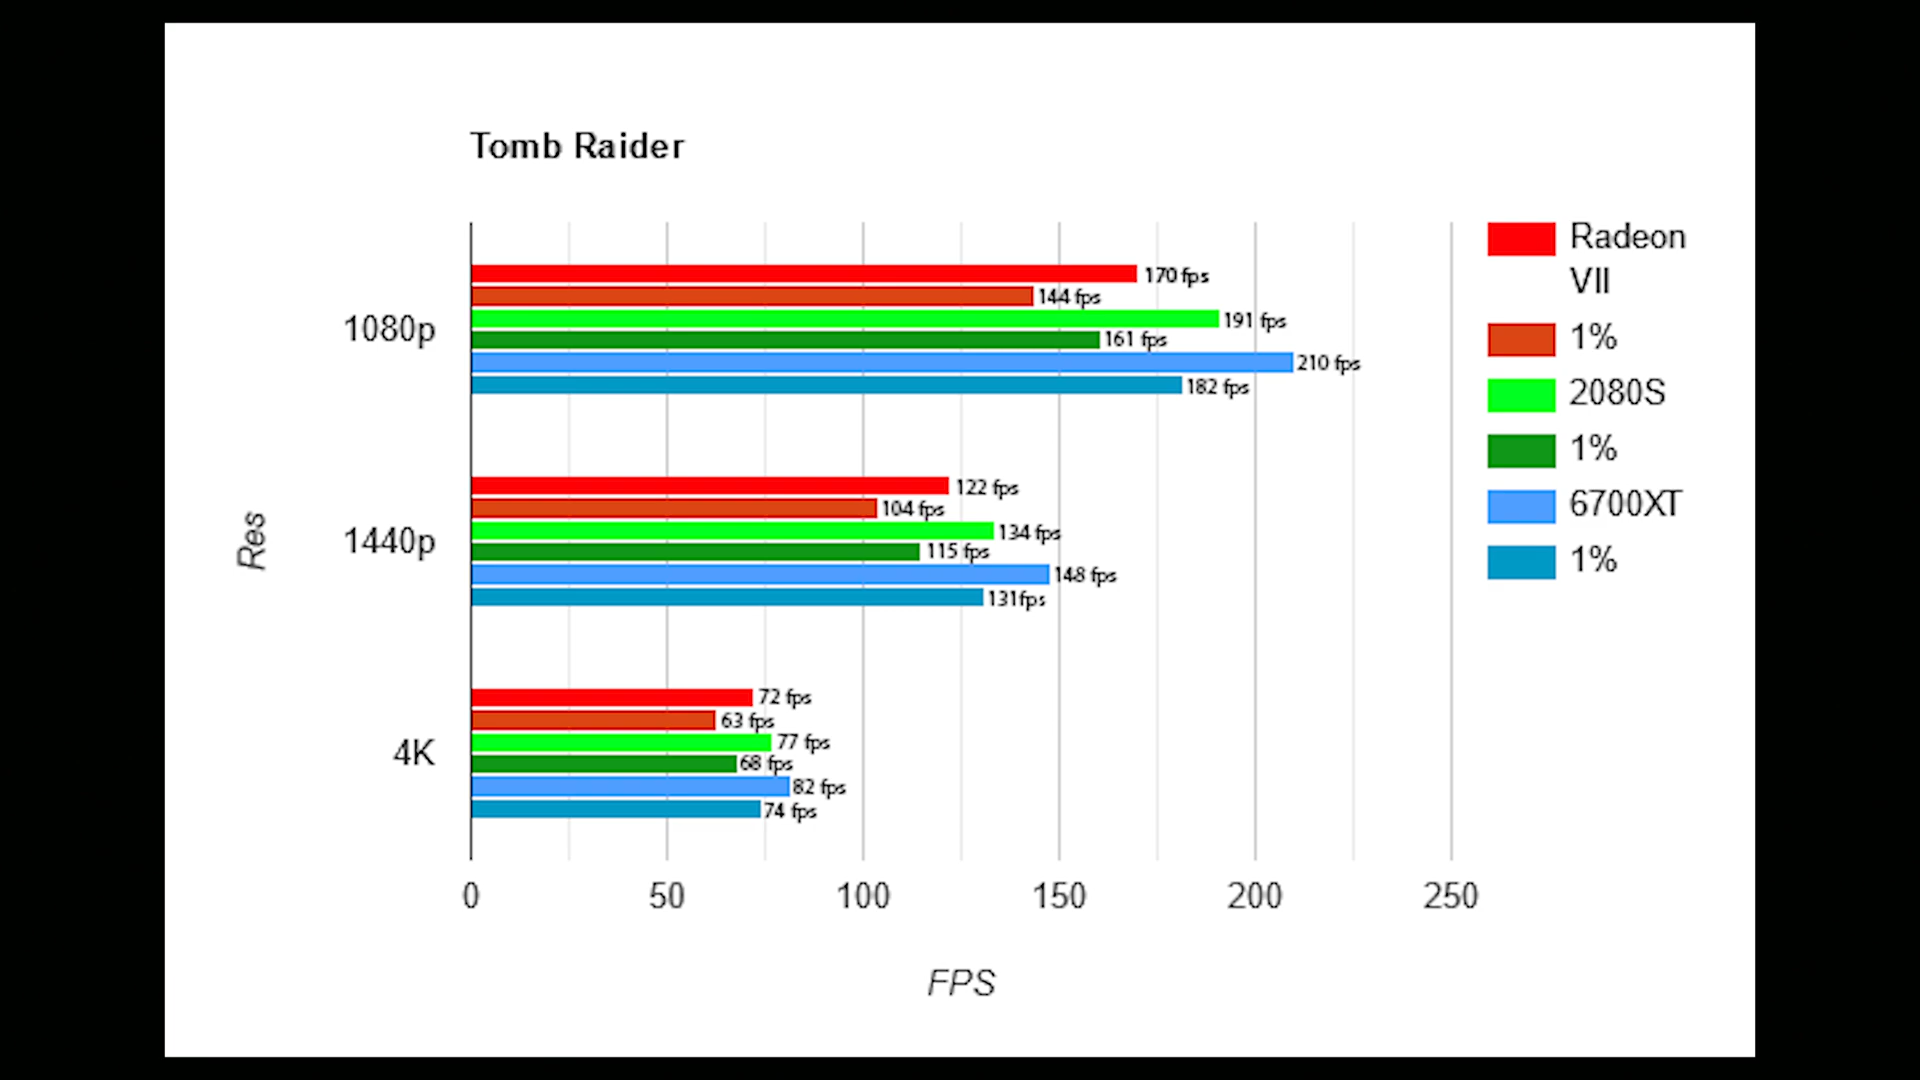 Tomb Raider
170 fps
144 fps
191 fps
161 fps
210 fps
182 fps
1080p
122 fps
104 fps
134 fps
115 fps
148 fps
131fps
1440p
72 fps
63 fps
77 fps
68 fps
82 fps
74 fps
4K
Res
0 50 100 150 200 250
FPS
Radeon
VII
1%
2080S
1%
6700XT
1%